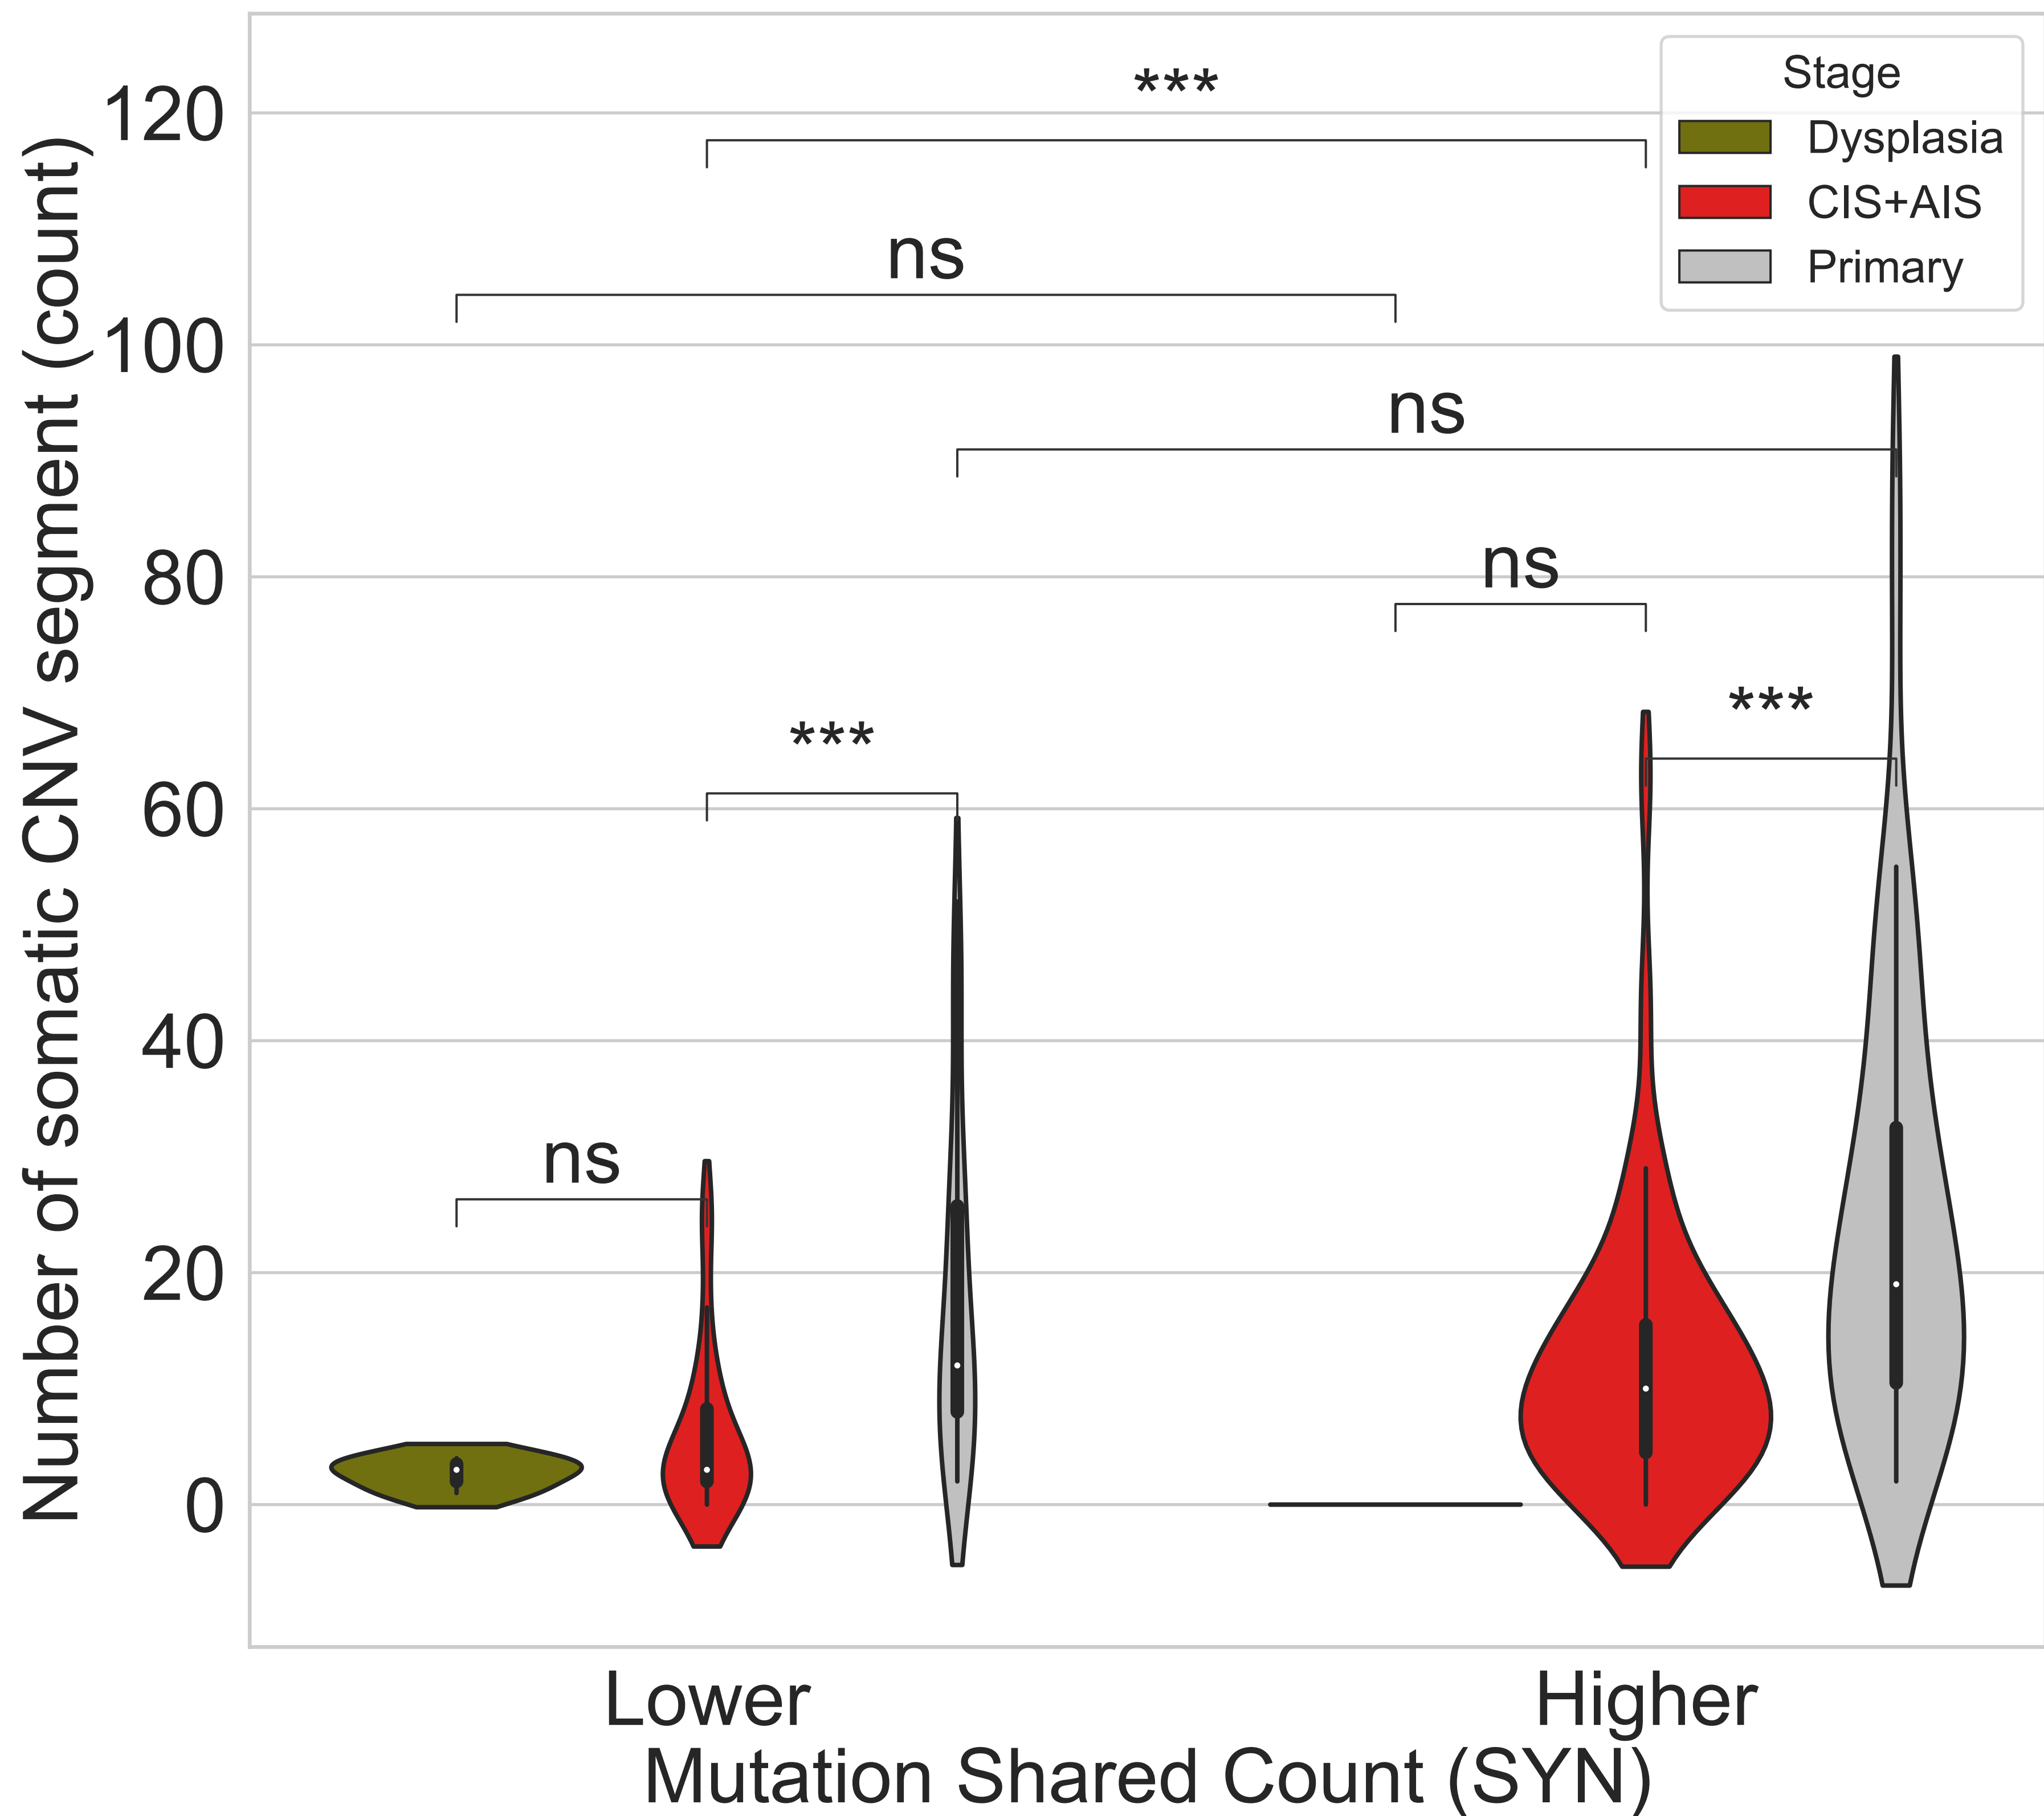 Number of somatic CNV segment (count)
120
100
80
60
40
20
0
***
ns
ns
ns
***
***
ns
Stage
Dysplasia
CIS+AIS
Primary
Lower
Higher
Mutation Shared Count (SYN)